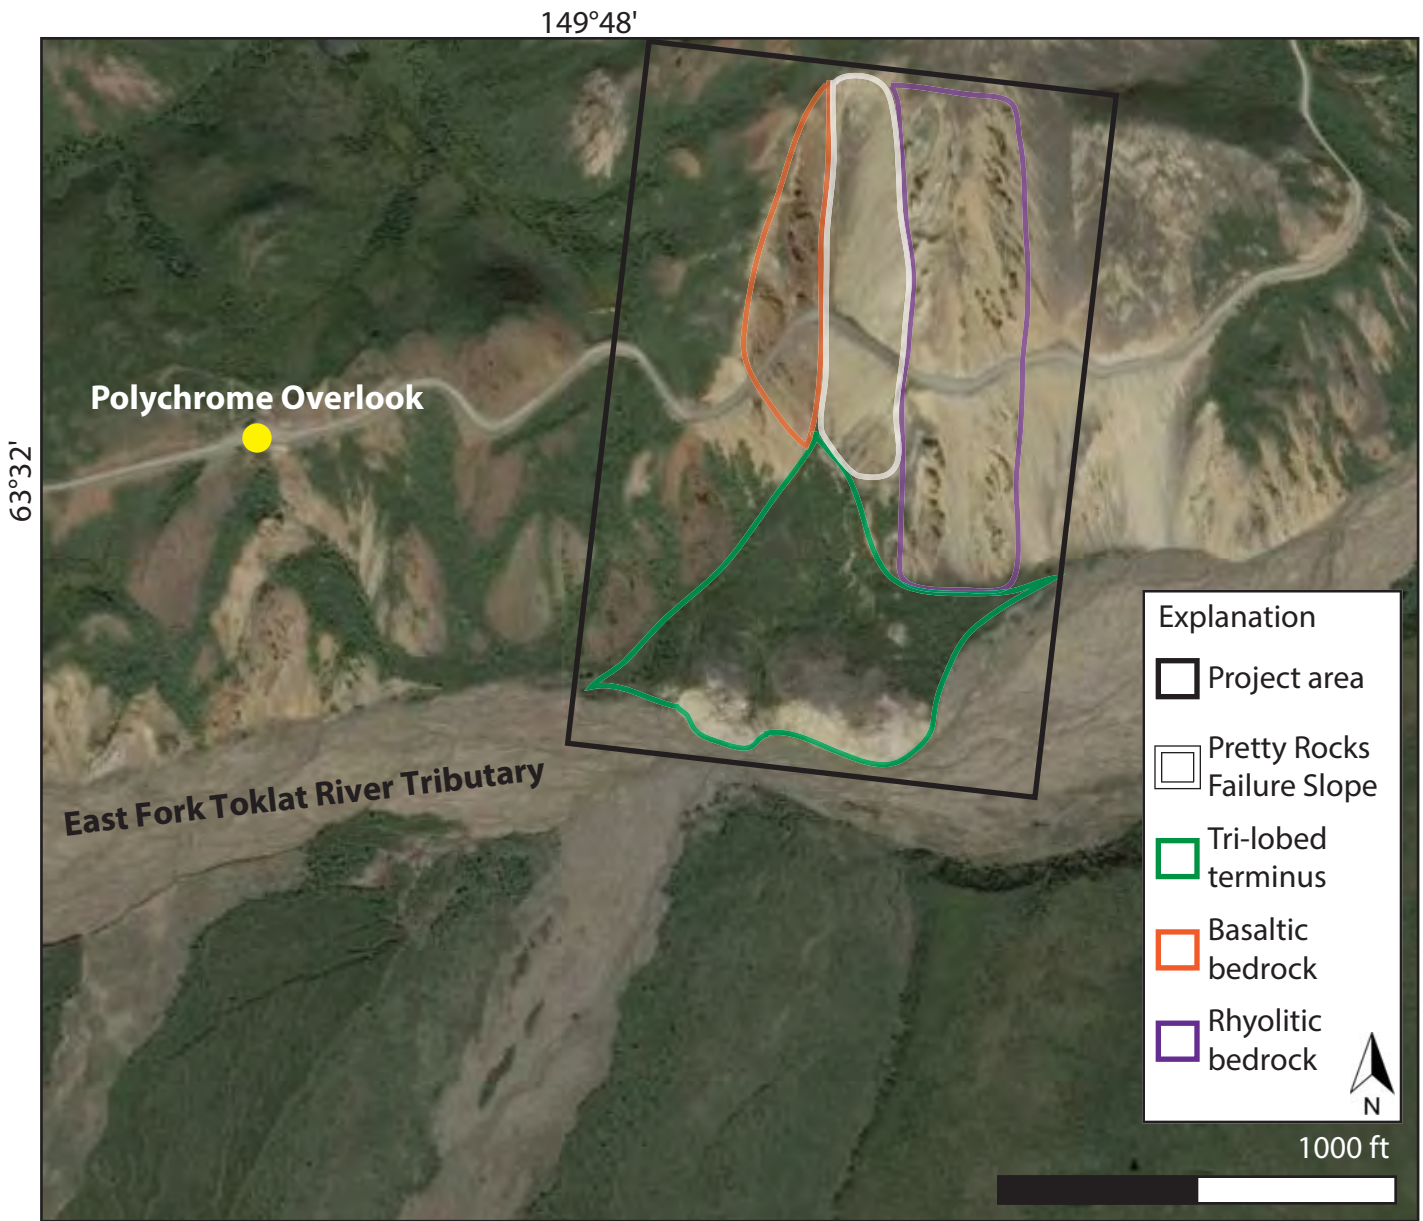 149°48'
63°32'
Polychrome Overlook
East Fork Toklat River Tributary
Explanation
Project area
Pretty Rocks
Failure Slope
Tri-lobed
terminus
Basaltic
bedrock
Rhyolitic
bedrock
N
1000 ft